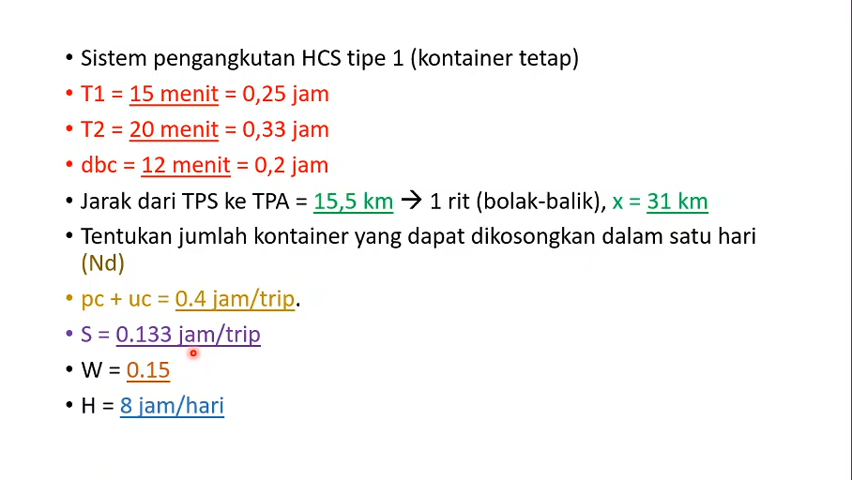 • Sistem pengangkutan HCS tipe 1 (kontainer tetap)
• T1 = 15 menit = 0,25 jam
• T2 = 20 menit = 0,33 jam
• dbc = 12 menit = 0,2 jam
• Jarak dari TPS ke TPA = 15,5 km → 1 rit (bolak-balik), x = 31 km
• Tentukan jumlah kontainer yang dapat dikosongkan dalam satu hari
(Nd)
• pc + uc = 0.4 jam/trip.
• S = 0.133 jam/trip
• W = 0.15
• H = 8 jam/hari